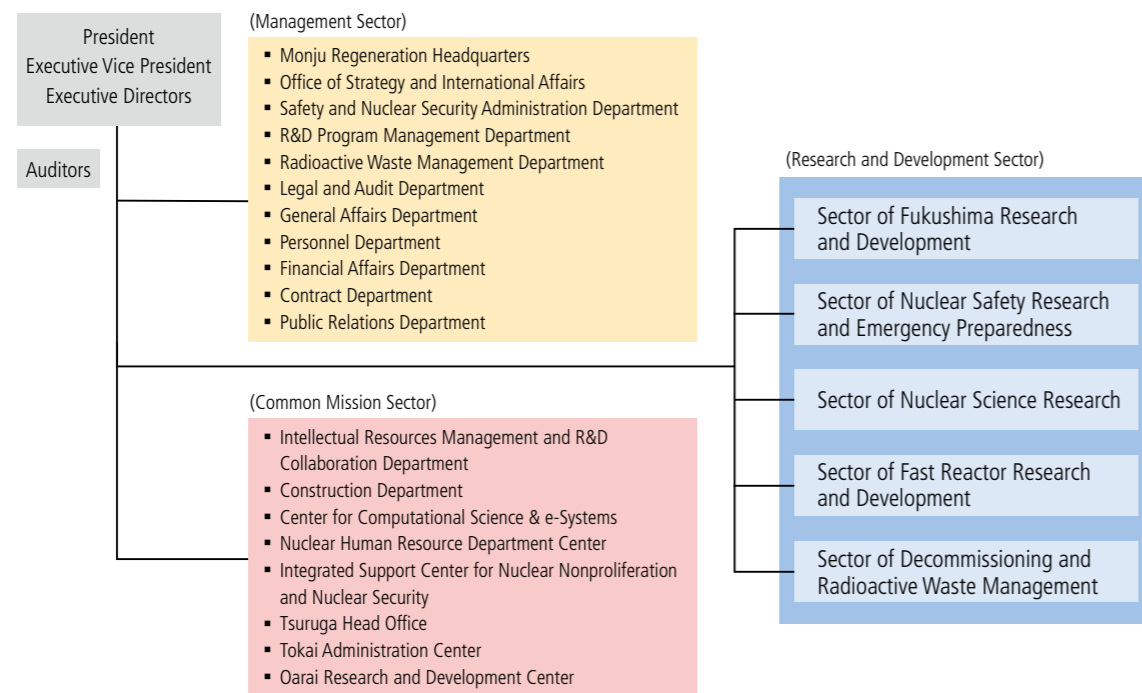 President
Executive Vice President
Executive Directors
Auditors
(Management Sector)
▪ Monju Regeneration Headquarters
▪ Office of Strategy and International Affairs
▪ Safety and Nuclear Security Administration Department
▪ R&D Program Management Department
▪ Radioactive Waste Management Department
▪ Legal and Audit Department
▪ General Affairs Department
▪ Personnel Department
▪ Financial Affairs Department
▪ Contract Department
▪ Public Relations Department
(Common Mission Sector)
▪ Intellectual Resources Management and R&D
Collaboration Department
▪ Construction Department
▪ Center for Computational Science & e-Systems
▪ Nuclear Human Resource Department Center
▪ Integrated Support Center for Nuclear Nonproliferation
and Nuclear Security
▪ Tsuruga Head Office
▪ Tokai Administration Center
▪ Oarai Research and Development Center
(Research and Development Sector)
Sector of Fukushima Research
and Development
Sector of Nuclear Safety Research
and Emergency Preparedness
Sector of Nuclear Science Research
Sector of Fast Reactor Research
and Development
Sector of Decommissioning and
Radioactive Waste Management